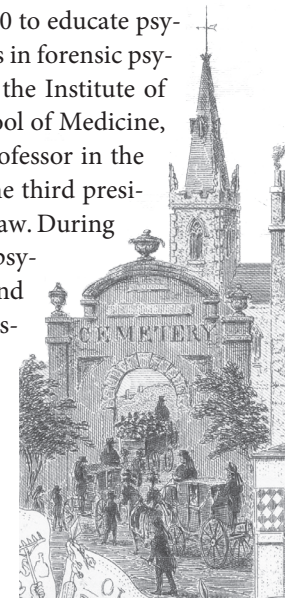 0 to educate psy-
s in forensic psy-
the Institute of
ool of Medicine,
ofessor in the
ne third presi-
aw. During
psy-
nd
s-
CEMETERY